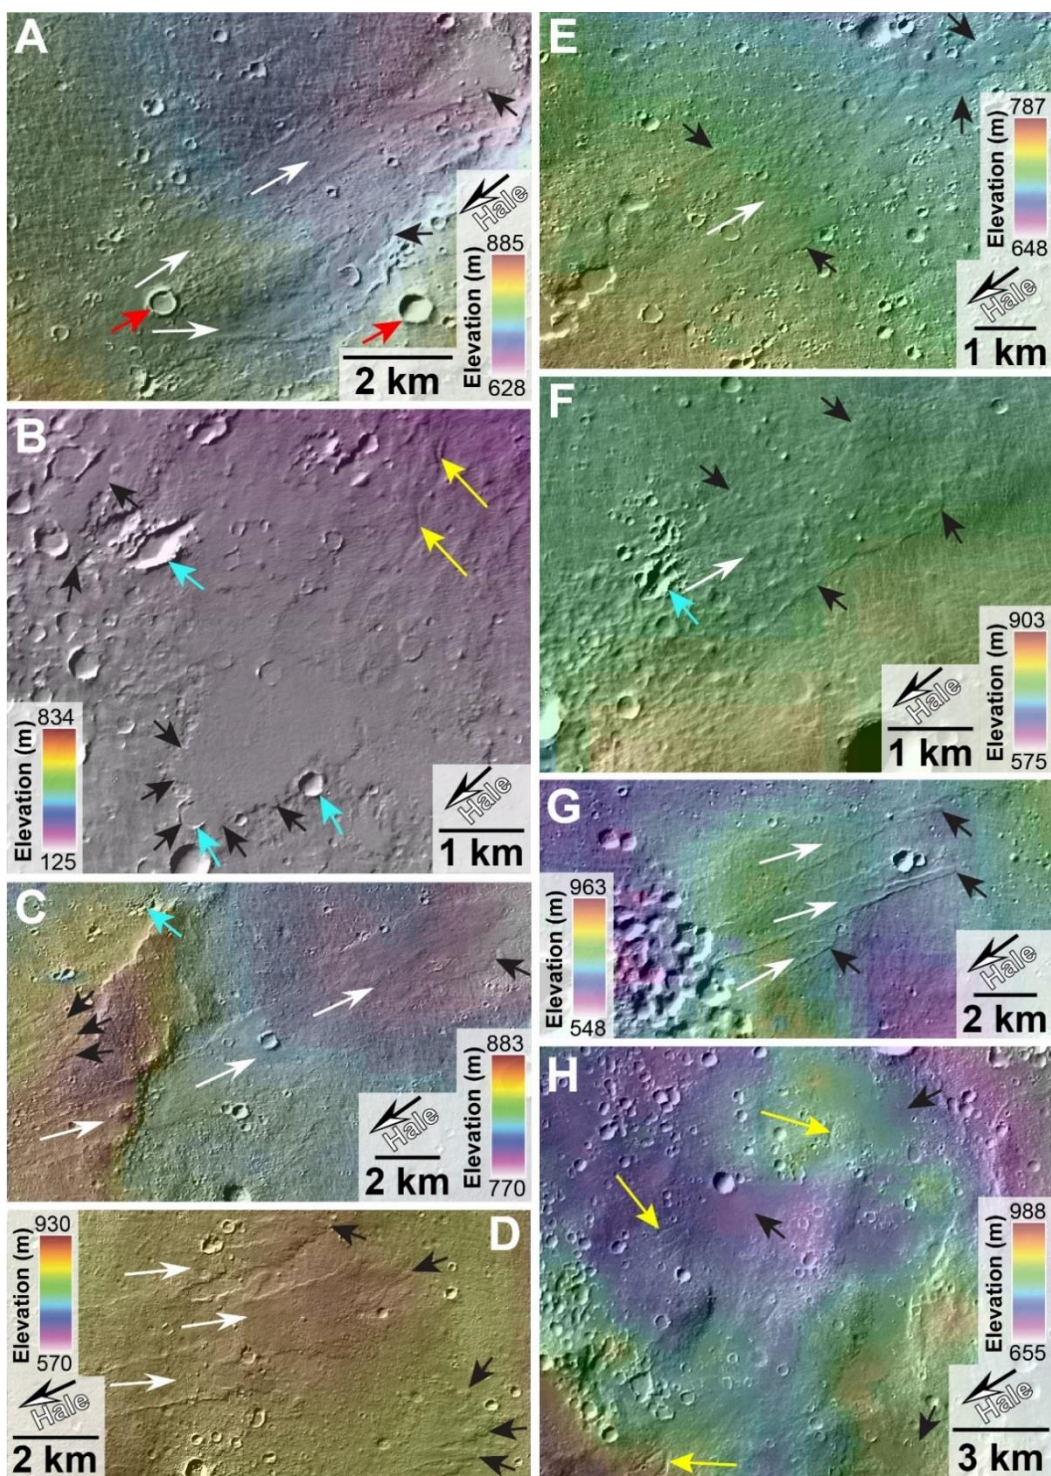 A
Hale
885
Elevation (m)
628
2 km
B
834
Elevation (m)
125
Hale
1 km
C
Hale
2 km
883
Elevation (m)
770
D
930
Elevation (m)
570
Hale
2 km
E
787
Elevation (m)
648
Hale
1 km
F
903
Elevation (m)
575
Hale
1 km
G
963
Elevation (m)
548
Hale
2 km
H
988
Elevation (m)
655
Hale
3 km